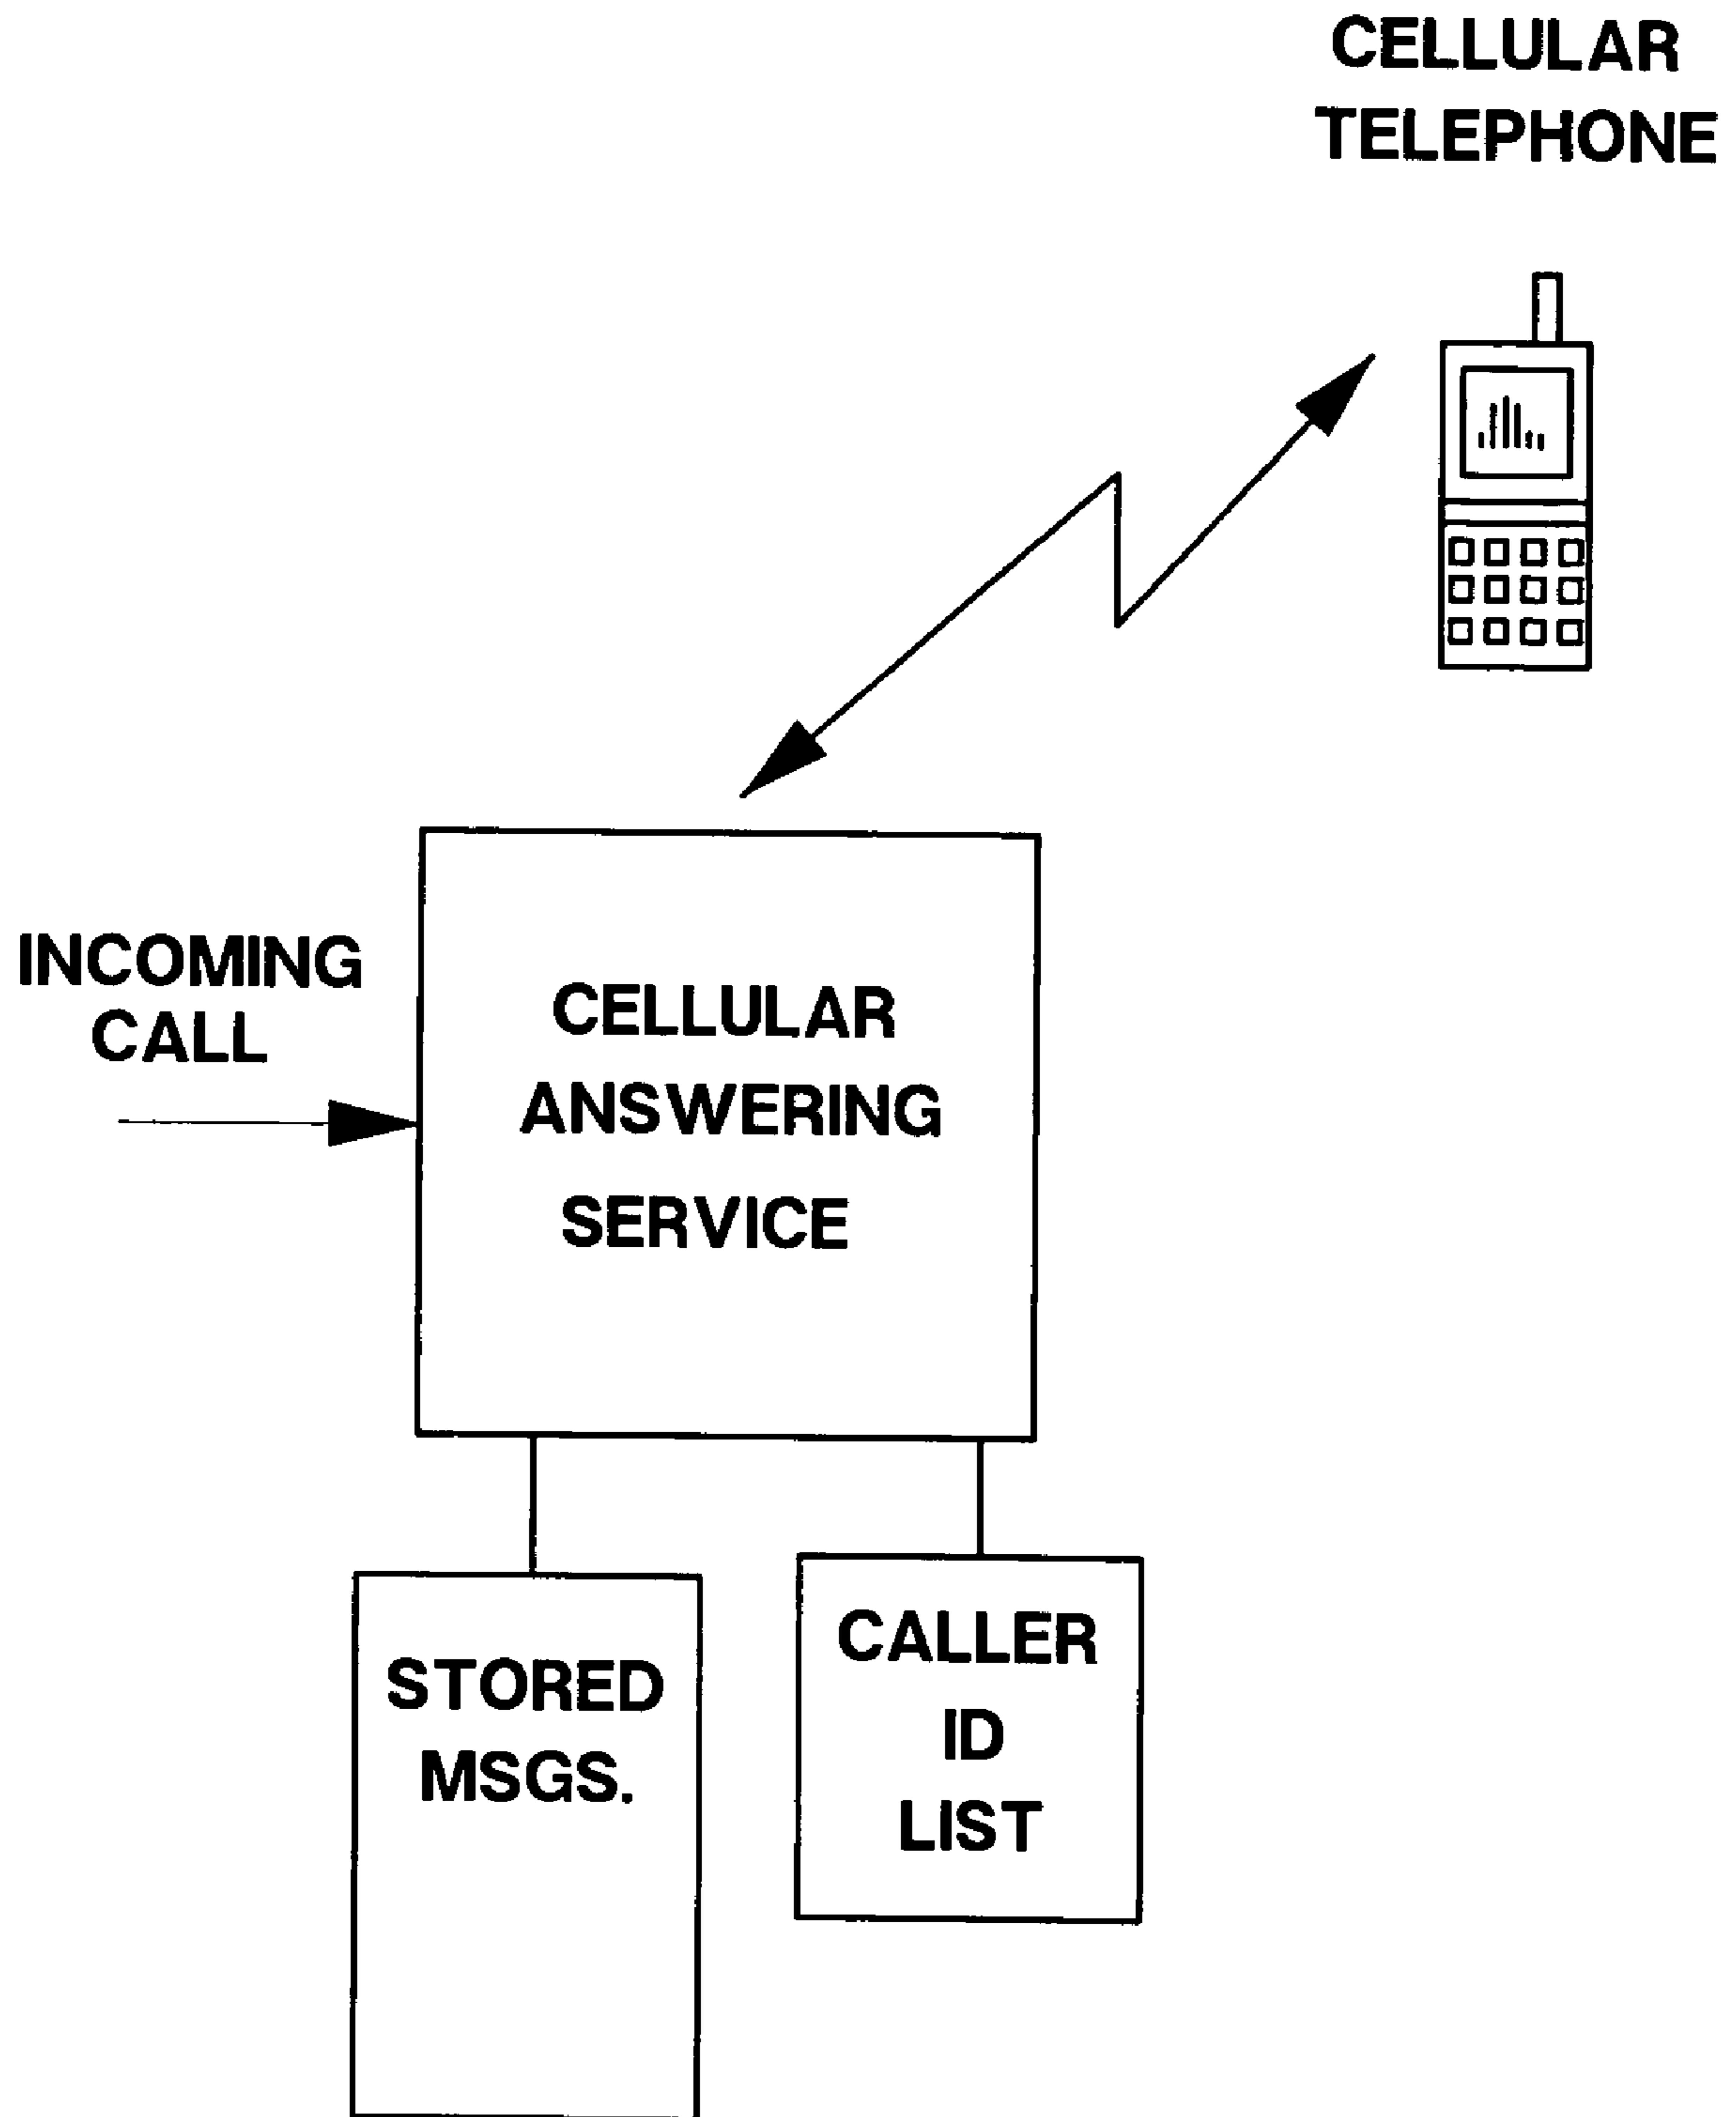 CELLULAR
TELEPHONE
INCOMING
CALL
CELLULAR
ANSWERING
SERVICE
STORED
MSGS.
CALLER
ID
LIST